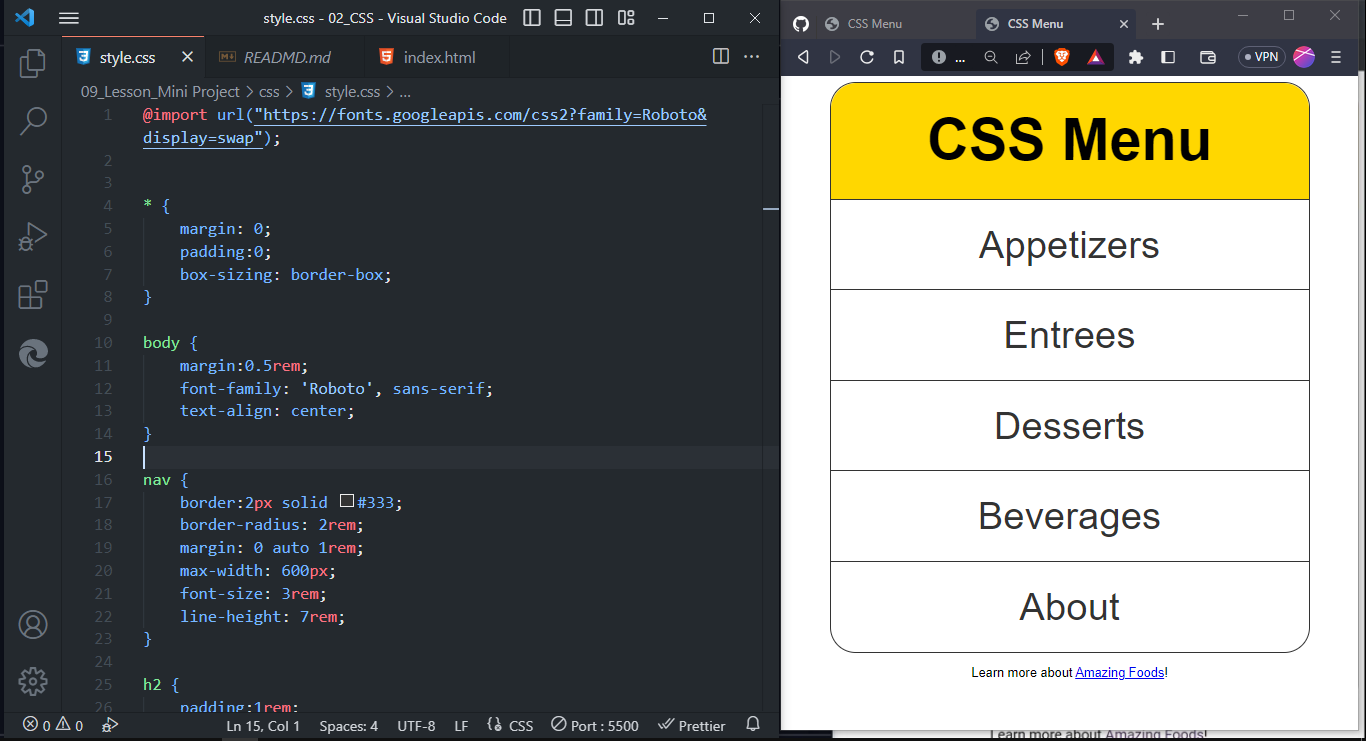 style.css - 02_CSS - Visual Studio Code
style.css
READMD.md
index.html
09_Lesson_Mini Project > css > style.css > ...
1 @import url("https://fonts.googleapis.com/css2?family=Roboto&
display=swap");
2
3
4 * {
5 margin: 0;
6 padding:0;
7 box-sizing: border-box;
8 }
9
10 body {
11 margin:0.5rem;
12 font-family: 'Roboto', sans-serif;
13 text-align: center;
14 }
15
16 nav {
17 border:2px solid #333;
18 border-radius: 2rem;
19 margin: 0 auto 1rem;
20 max-width: 600px;
21 font-size: 3rem;
22 line-height: 7rem;
23 }
24
25 h2 {
26 padding:1rem;
0 0
Ln 15, Col 1
Spaces: 4
UTF-8
LF
CSS
Port : 5500
Prettier
CSS Menu
CSS Menu
...
VPN
CSS Menu
Appetizers
Entrees
Desserts
Beverages
About
Learn more about Amazing Foods!
Learn more about Amazing Foods!